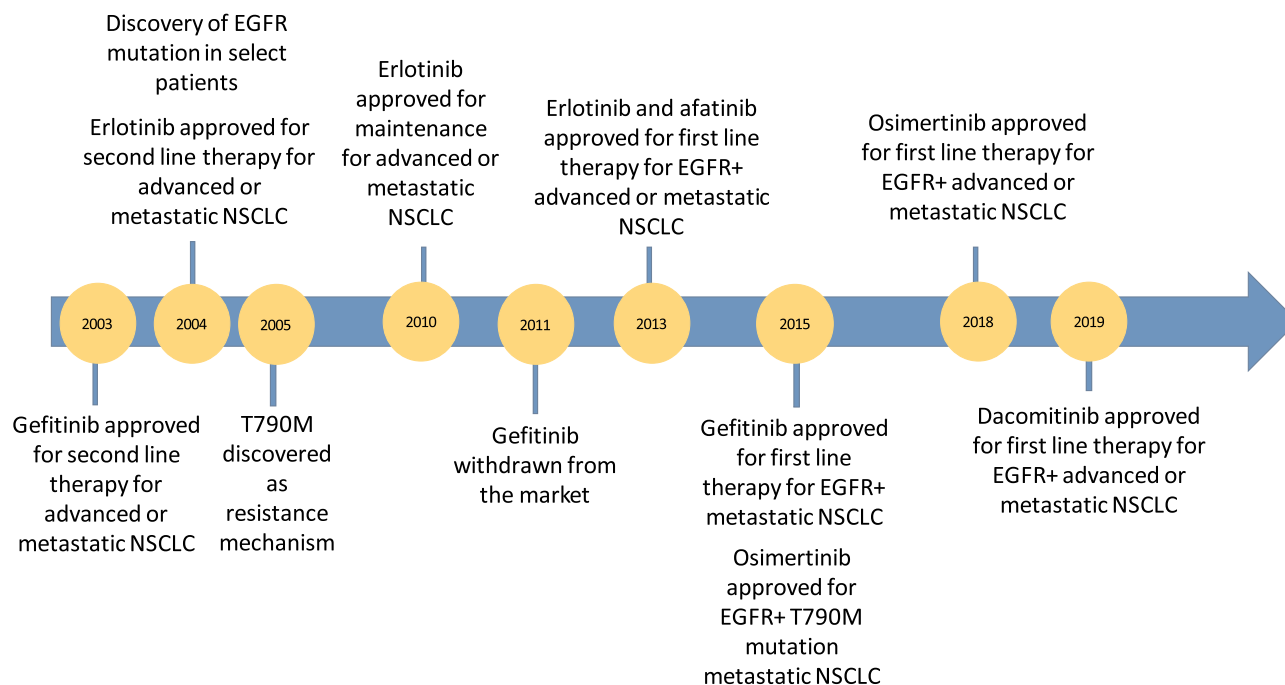 Discovery of EGFR
mutation in select
patients
Erlotinib approved for
second line therapy for
advanced or
metastatic NSCLC
Erlotinib
approved for
maintenance
for advanced or
metastatic
NSCLC
Erlotinib and afatinib
approved for first line
therapy for EGFR+
advanced or metastatic
NSCLC
Osimertinib approved
for first line therapy for
EGFR+ advanced or
metastatic NSCLC
2003
2004
2005
2010
2011
2013
2015
2018
2019
Gefitinib approved
for second line
therapy for
advanced or
metastatic NSCLC
T790M
discovered
as
resistance
mechanism
Gefitinib
withdrawn from
the market
Gefitinib approved
for first line
therapy for EGFR+
metastatic NSCLC
Osimertinib
approved for
EGFR+ T790M
mutation
metastatic NSCLC
Dacomitinib approved
for first line therapy for
EGFR+ advanced or
metastatic NSCLC